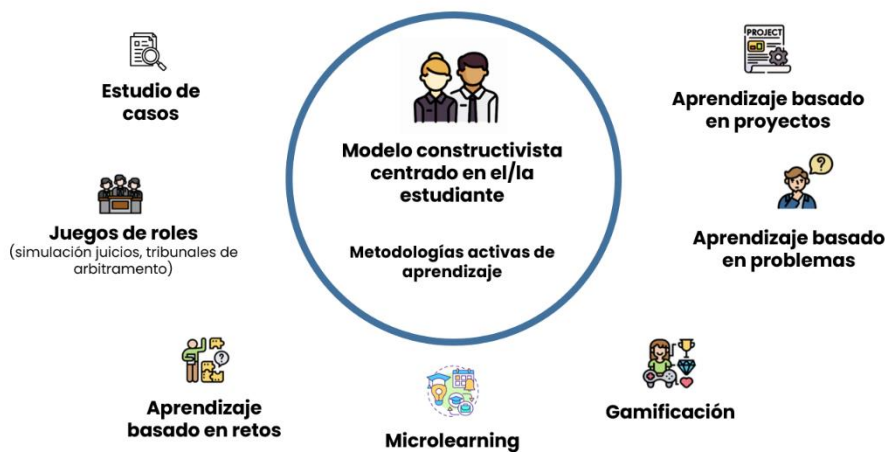 Estudio de
casos
Juegos de roles
(simulación juicios, tribunales de
arbitramento)
Aprendizaje
basado en retos
Modelo constructivista
centrado en el/la
estudiante
Metodologías activas de
aprendizaje
Microlearning
PROJECT
Aprendizaje basado
en proyectos
?
Aprendizaje basado
en problemas
Gamificación